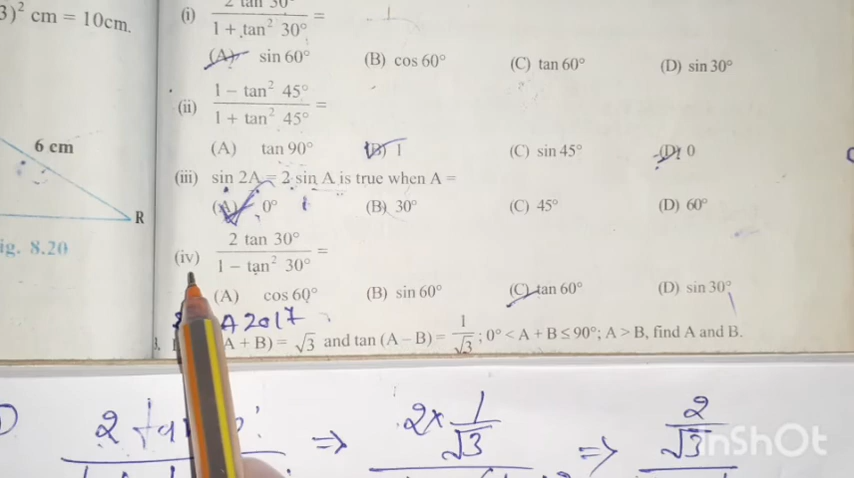 3)² cm = 10cm.
6 cm
R
ig. 8.20
(i) 2 tan 30° / 1 + tan² 30° =
(A) sin 60° (B) cos 60° (C) tan 60° (D) sin 30°
(ii) 1 − tan² 45° / 1 + tan² 45° =
(A) tan 90° (B) 1 (C) sin 45° (D) 0
(iii) sin 2A = 2 sin A is true when A =
(A) 0° (B) 30° (C) 45° (D) 60°
(iv) 2 tan 30° / 1 − tan² 30° =
(A) cos 60° (B) sin 60° (C) tan 60° (D) sin 30°
A 2017
A + B) = √3 and tan (A − B) = 1/√3 ; 0° < A + B ≤ 90°; A > B, find A and B.
2 ⇒ 2 × 1/√3 ⇒ 2/√3
InShOt